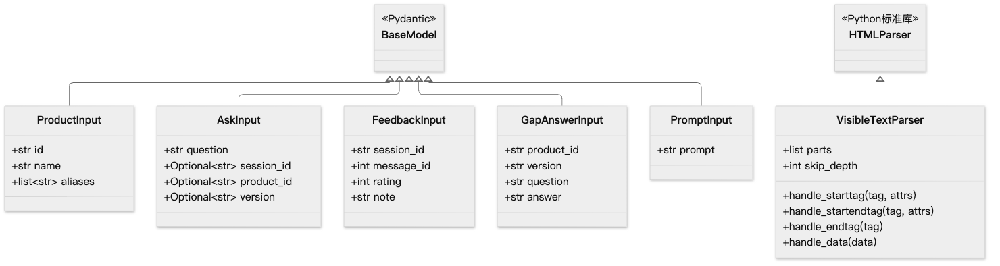 «Pydantic»
BaseModel
«Python标准库»
HTMLParser
ProductInput
+str id
+str name
+list<str> aliases
AskInput
+str question
+Optional<str> session_id
+Optional<str> product_id
+Optional<str> version
FeedbackInput
+str session_id
+int message_id
+int rating
+str note
GapAnswerInput
+str product_id
+str version
+str question
+str answer
PromptInput
+str prompt
VisibleTextParser
+list parts
+int skip_depth
+handle_starttag(tag, attrs)
+handle_startendtag(tag, attrs)
+handle_endtag(tag)
+handle_data(data)